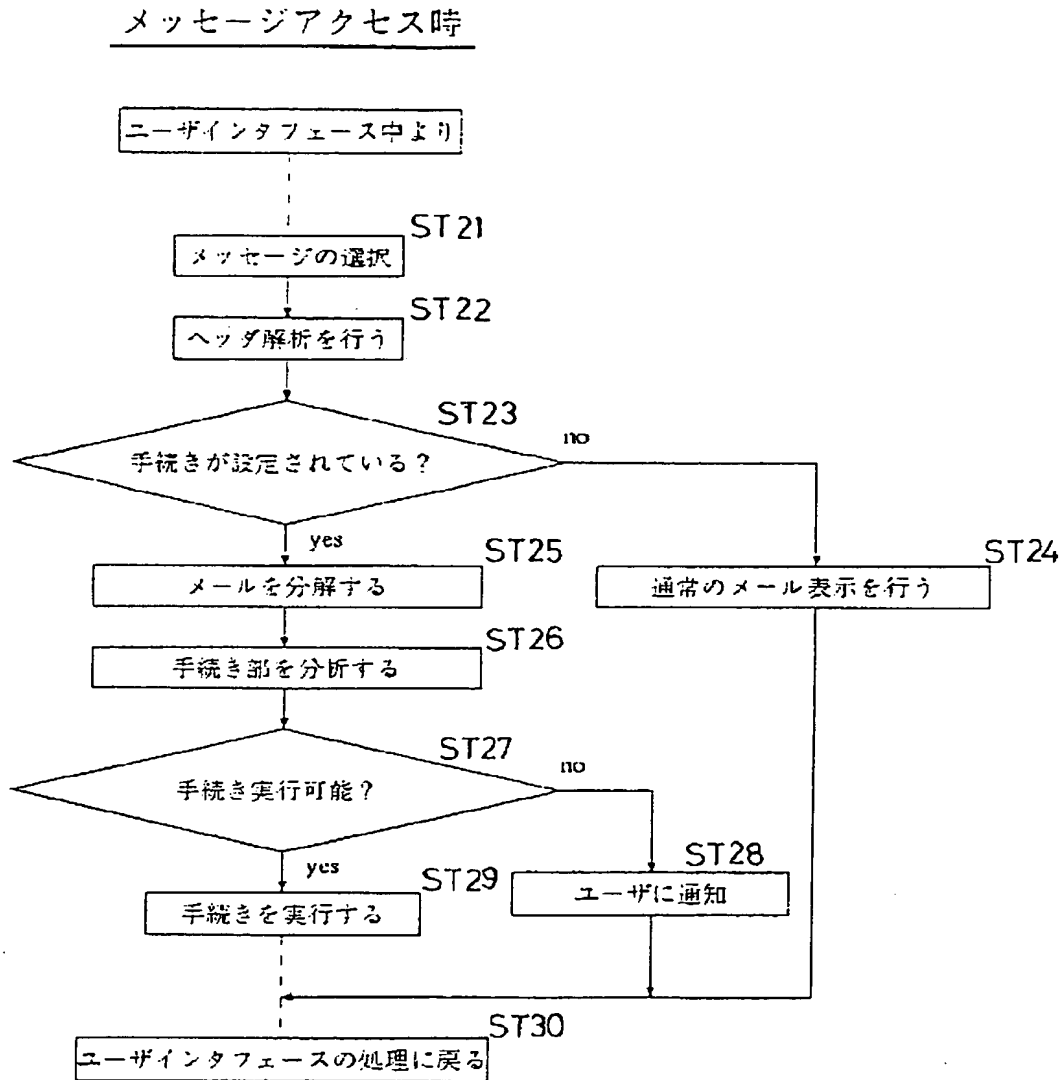 メッセージアクセス時
ユーザインタフェース中より
ST21
メッセージの選択
ST22
ヘッダ解析を行う
ST23
手続きが設定されている?
no
yes
ST25
メールを分解する
ST24
通常のメール表示を行う
ST26
手続き部を分析する
ST27
手続き実行可能?
no
yes
ST28
ユーザに通知
ST29
手続きを実行する
ST30
ユーザインタフェースの処理に戻る